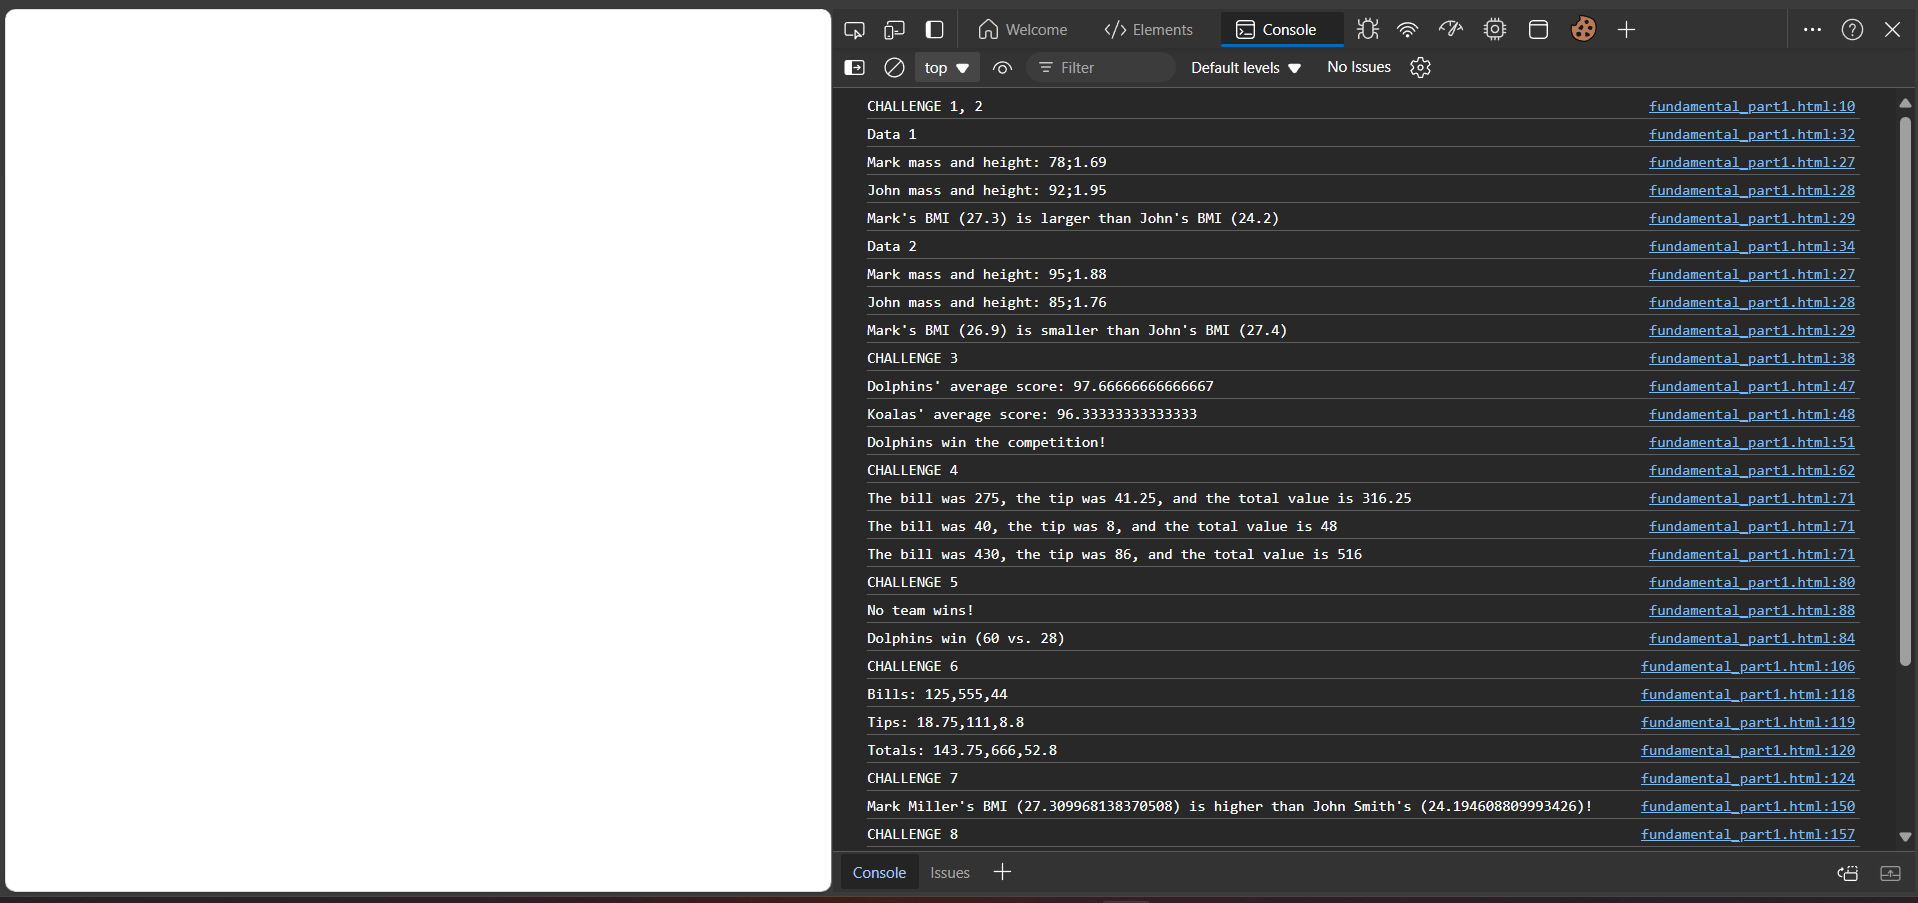 Welcome Elements Console
top Filter Default levels No Issues
CHALLENGE 1, 2 fundamental_part1.html:10
Data 1 fundamental_part1.html:32
Mark mass and height: 78;1.69 fundamental_part1.html:27
John mass and height: 92;1.95 fundamental_part1.html:28
Mark's BMI (27.3) is larger than John's BMI (24.2) fundamental_part1.html:29
Data 2 fundamental_part1.html:34
Mark mass and height: 95;1.88 fundamental_part1.html:27
John mass and height: 85;1.76 fundamental_part1.html:28
Mark's BMI (26.9) is smaller than John's BMI (27.4) fundamental_part1.html:29
CHALLENGE 3 fundamental_part1.html:38
Dolphins' average score: 97.66666666666667 fundamental_part1.html:47
Koalas' average score: 96.33333333333333 fundamental_part1.html:48
Dolphins win the competition! fundamental_part1.html:51
CHALLENGE 4 fundamental_part1.html:62
The bill was 275, the tip was 41.25, and the total value is 316.25 fundamental_part1.html:71
The bill was 40, the tip was 8, and the total value is 48 fundamental_part1.html:71
The bill was 430, the tip was 86, and the total value is 516 fundamental_part1.html:71
CHALLENGE 5 fundamental_part1.html:80
No team wins! fundamental_part1.html:88
Dolphins win (60 vs. 28) fundamental_part1.html:84
CHALLENGE 6 fundamental_part1.html:106
Bills: 125,555,44 fundamental_part1.html:118
Tips: 18.75,111,8.8 fundamental_part1.html:119
Totals: 143.75,666,52.8 fundamental_part1.html:120
CHALLENGE 7 fundamental_part1.html:124
Mark Miller's BMI (27.309968138370508) is higher than John Smith's (24.194608809993426)! fundamental_part1.html:150
CHALLENGE 8 fundamental_part1.html:157
Console Issues